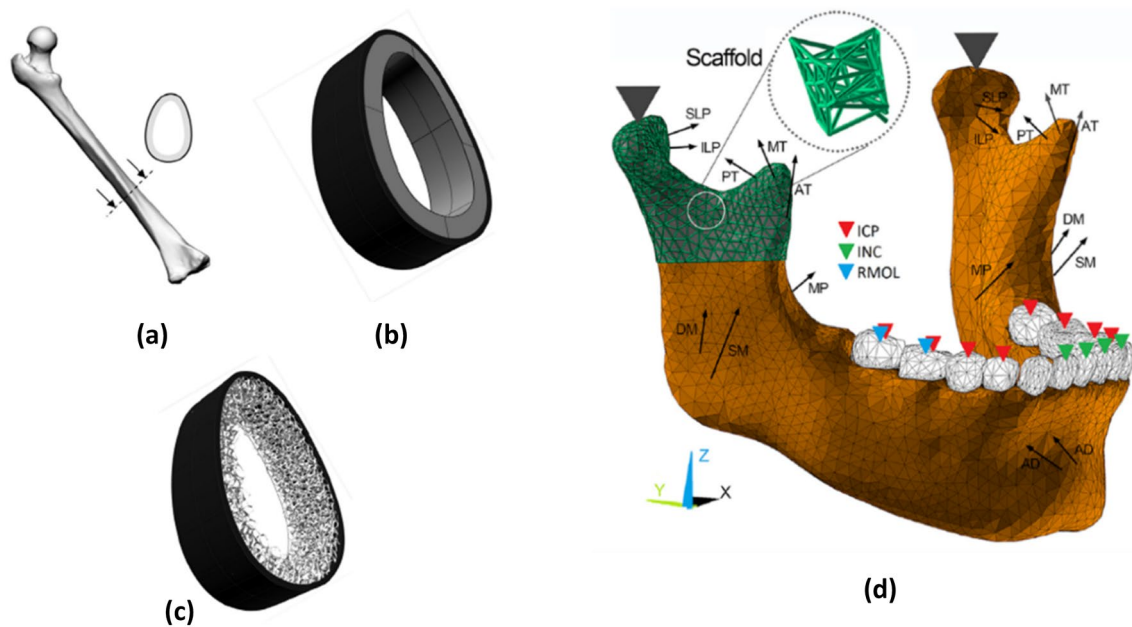 (a)
(b)
(c)
Scaffold
SLP
ILP
PT
MT
AT
SLP
ILP
PT
MT
AT
ICP
INC
RMOL
DM
SM
MP
MP
DM
SM
AD
AD
Z
Y
X
(d)